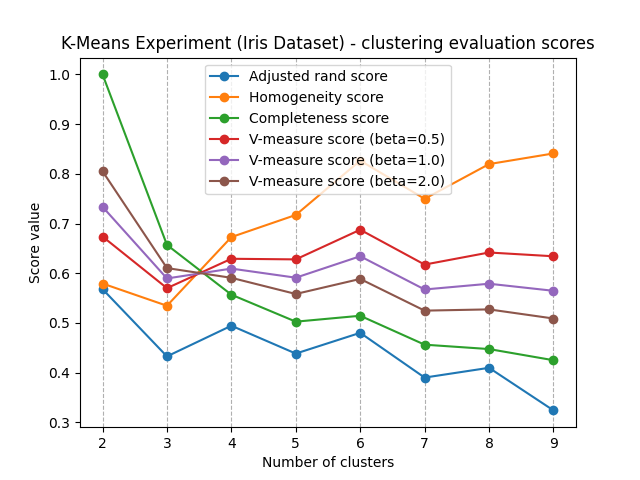 K-Means Experiment (Iris Dataset) - clustering evaluation scores
Adjusted rand score
Homogeneity score
Completeness score
V-measure score (beta=0.5)
V-measure score (beta=1.0)
V-measure score (beta=2.0)
Score value
1.0
0.9
0.8
0.7
0.6
0.5
0.4
0.3
2 3 4 5 6 7 8 9
Number of clusters